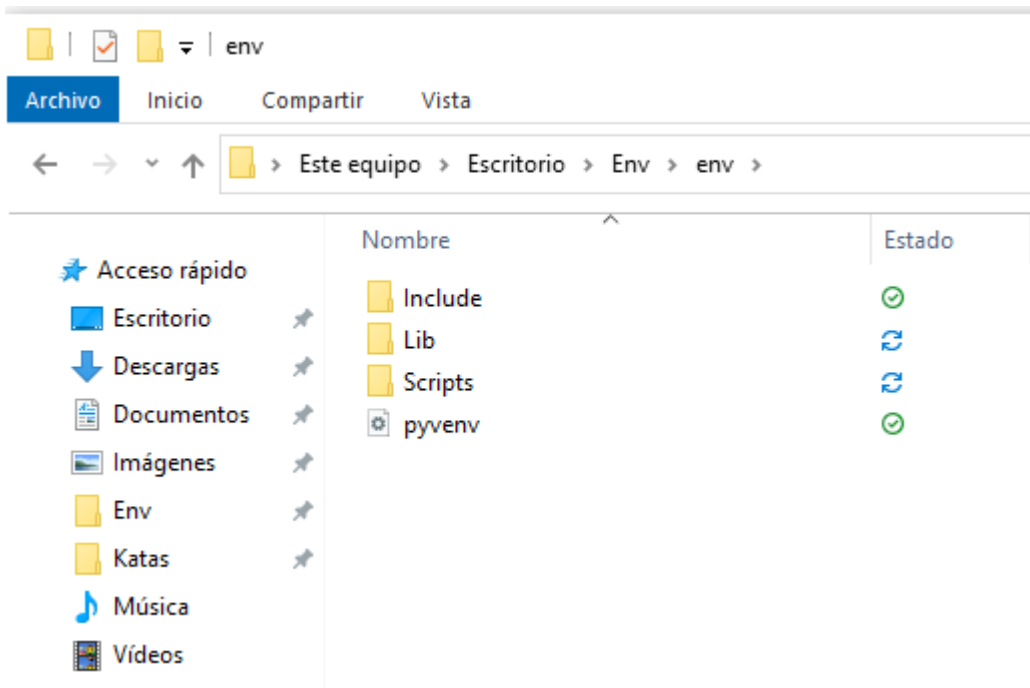 env
Archivo Inicio Compartir Vista
Este equipo > Escritorio > Env > env >
Nombre Estado
Acceso rápido
Include
Escritorio
Lib
Descargas
Scripts
Documentos
pyvenv
Imágenes
Env
Katas
Música
Vídeos